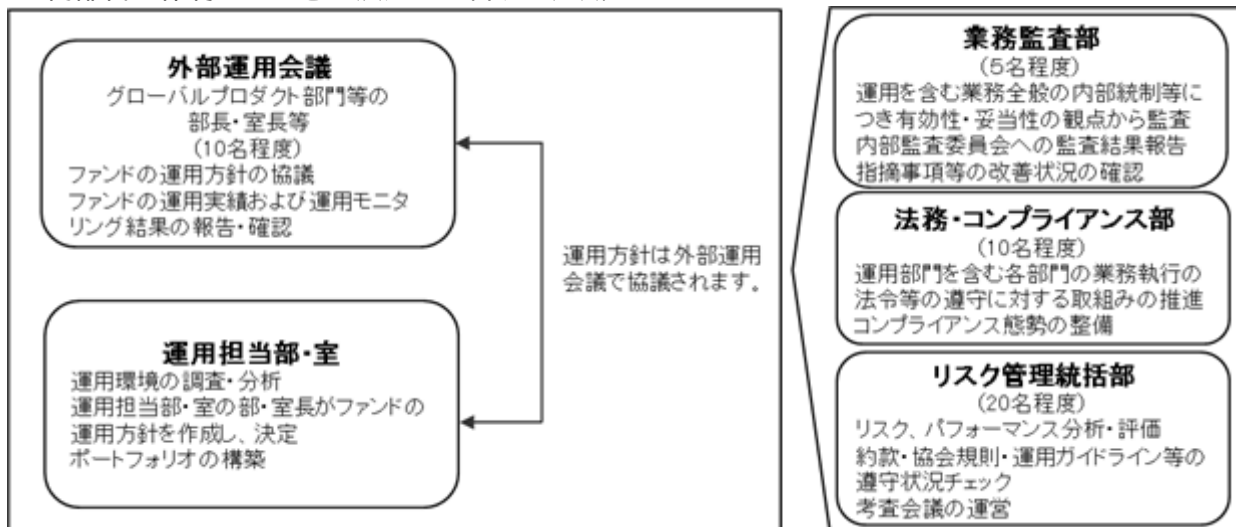 外部運用会議
グローバルプロダクト部門等の
部長・室長等
(10名程度)
ファンドの運用方針の協議
ファンドの運用実績および運用モニタ
リング結果の報告・確認
運用方針は外部運用
会議で協議されます。
運用担当部・室
運用環境の調査・分析
運用担当部・室の部・室長がファンドの
運用方針を作成し、決定
ポートフォリオの構築
業務監査部
(5名程度)
運用を含む業務全般の内部統制等に
つき有効性・妥当性の観点から監査
内部監査委員会への監査結果報告
指摘事項等の改善状況の確認
法務・コンプライアンス部
(10名程度)
運用部門を含む各部門の業務執行の
法令等の遵守に対する取組みの推進
コンプライアンス態勢の整備
リスク管理統括部
(20名程度)
リスク、パフォーマンス分析・評価
約款・協会規則・運用ガイドライン等の
遵守状況チェック
考査会議の運営